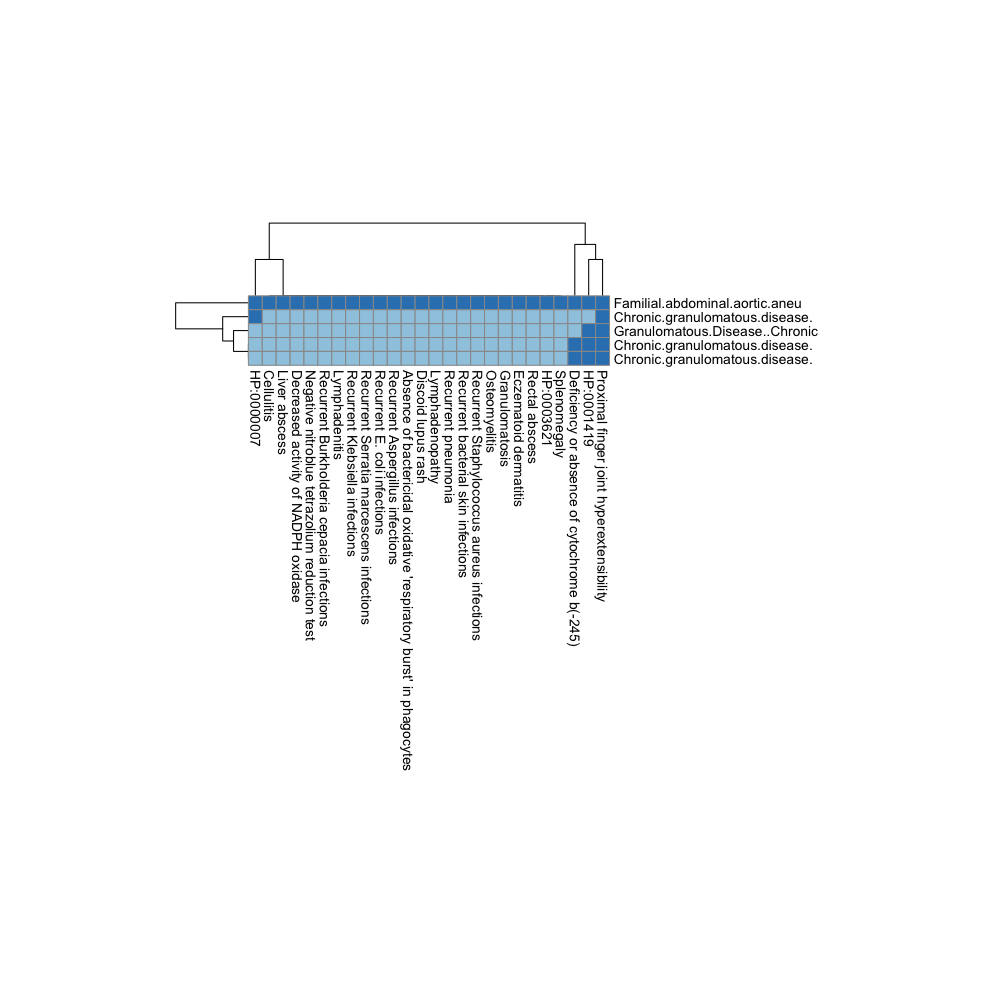 Familial.abdominal.aortic.aneu
Chronic.granulomatous.disease.
Granulomatous.Disease..Chronic
Chronic.granulomatous.disease.
Chronic.granulomatous.disease.
HP:0000007
Cellulitis
Liver abscess
Decreased activity of NADPH oxidase
Negative nitroblue tetrazolium reduction test
Recurrent Burkholderia cepacia infections
Lymphadenitis
Recurrent Klebsiella infections
Recurrent Serratia marcescens infections
Recurrent E. coli infections
Recurrent Aspergillus infections
Absence of bactericidal oxidative 'respiratory burst' in phagocytes
Discoid lupus rash
Lymphadenopathy
Recurrent pneumonia
Recurrent bacterial skin infections
Recurrent Staphylococcus aureus infections
Osteomyelitis
Granulomatosis
Eczematoid dermatitis
Rectal abscess
HP:0003621
Splenomegaly
Deficiency or absence of cytochrome b(-245)
HP:0001419
Proximal finger joint hyperextensibility